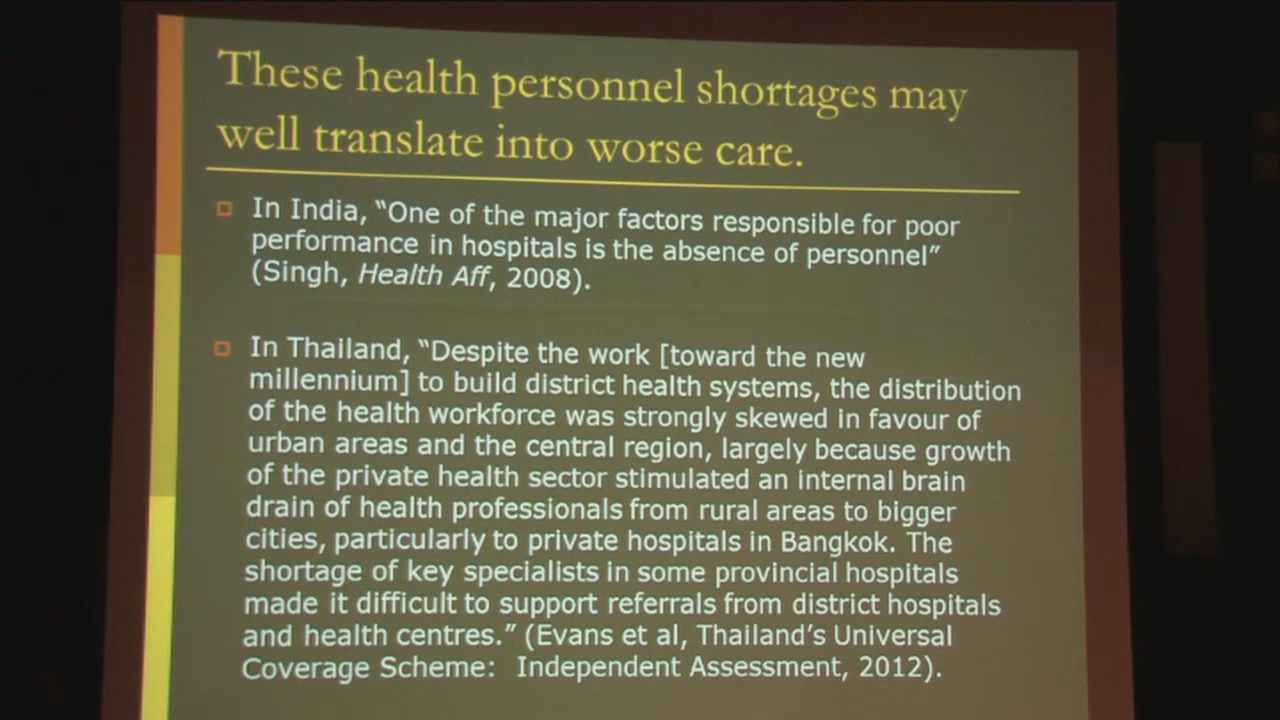 These health personnel shortages may
well translate into worse care.
In India, “One of the major factors responsible for poor
performance in hospitals is the absence of personnel”
(Singh, Health Aff, 2008).
In Thailand, “Despite the work [toward the new
millennium] to build district health systems, the distribution
of the health workforce was strongly skewed in favour of
urban areas and the central region, largely because growth
of the private health sector stimulated an internal brain
drain of health professionals from rural areas to bigger
cities, particularly to private hospitals in Bangkok. The
shortage of key specialists in some provincial hospitals
made it difficult to support referrals from district hospitals
and health centres.” (Evans et al, Thailand’s Universal
Coverage Scheme: Independent Assessment, 2012).